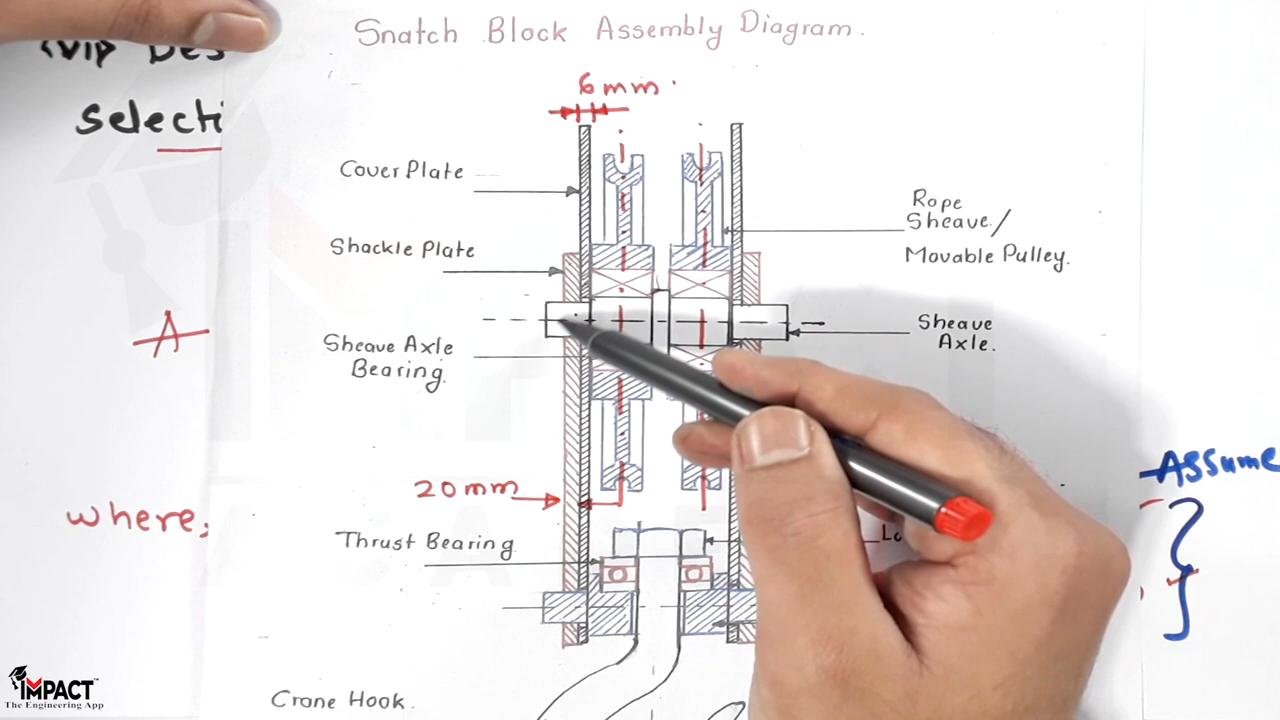 Snatch Block Assembly Diagram.
selecti
6mm.
Cover Plate
Shackle Plate
Rope
Sheave/
Movable Pulley.
A
Sheave Axle
Bearing.
Sheave
Axle.
Assume
20mm
where,
Thrust Bearing
Crane Hook.
IMPACT™
The Engineering App